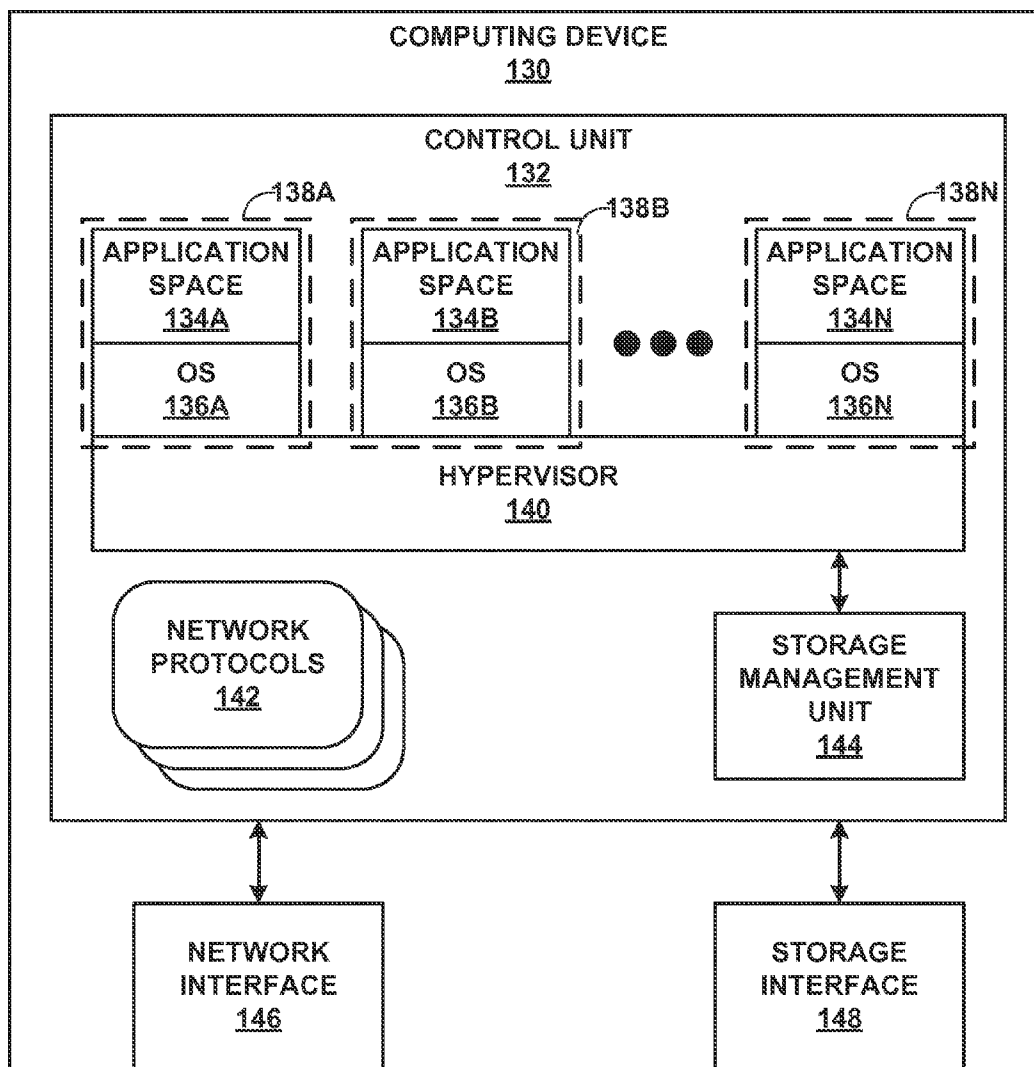 COMPUTING DEVICE
130
CONTROL UNIT
132
138A
138B
138N
APPLICATION
SPACE
134A
OS
136A
APPLICATION
SPACE
134B
OS
136B
APPLICATION
SPACE
134N
OS
136N
HYPERVISOR
140
NETWORK
PROTOCOLS
142
STORAGE
MANAGEMENT
UNIT
144
NETWORK
INTERFACE
146
STORAGE
INTERFACE
148